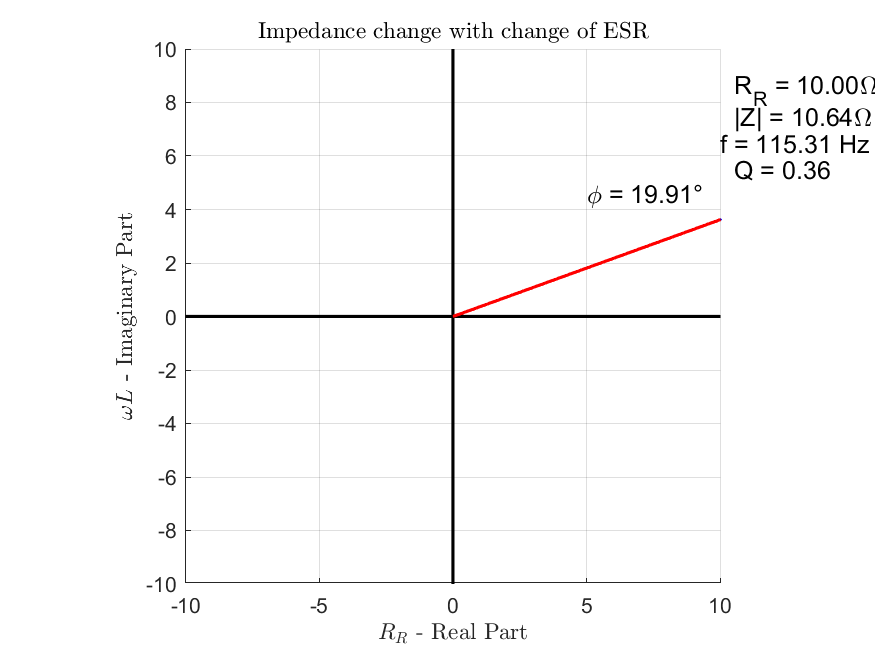 Impedance change with change of ESR
R_R = 10.00Ω
|Z| = 10.64Ω
f = 115.31 Hz
Q = 0.36
ϕ = 19.91°
10
8
6
4
2
0
-2
-4
-6
-8
-10
ωL - Imaginary Part
-10 -5 0 5 10
R_R - Real Part